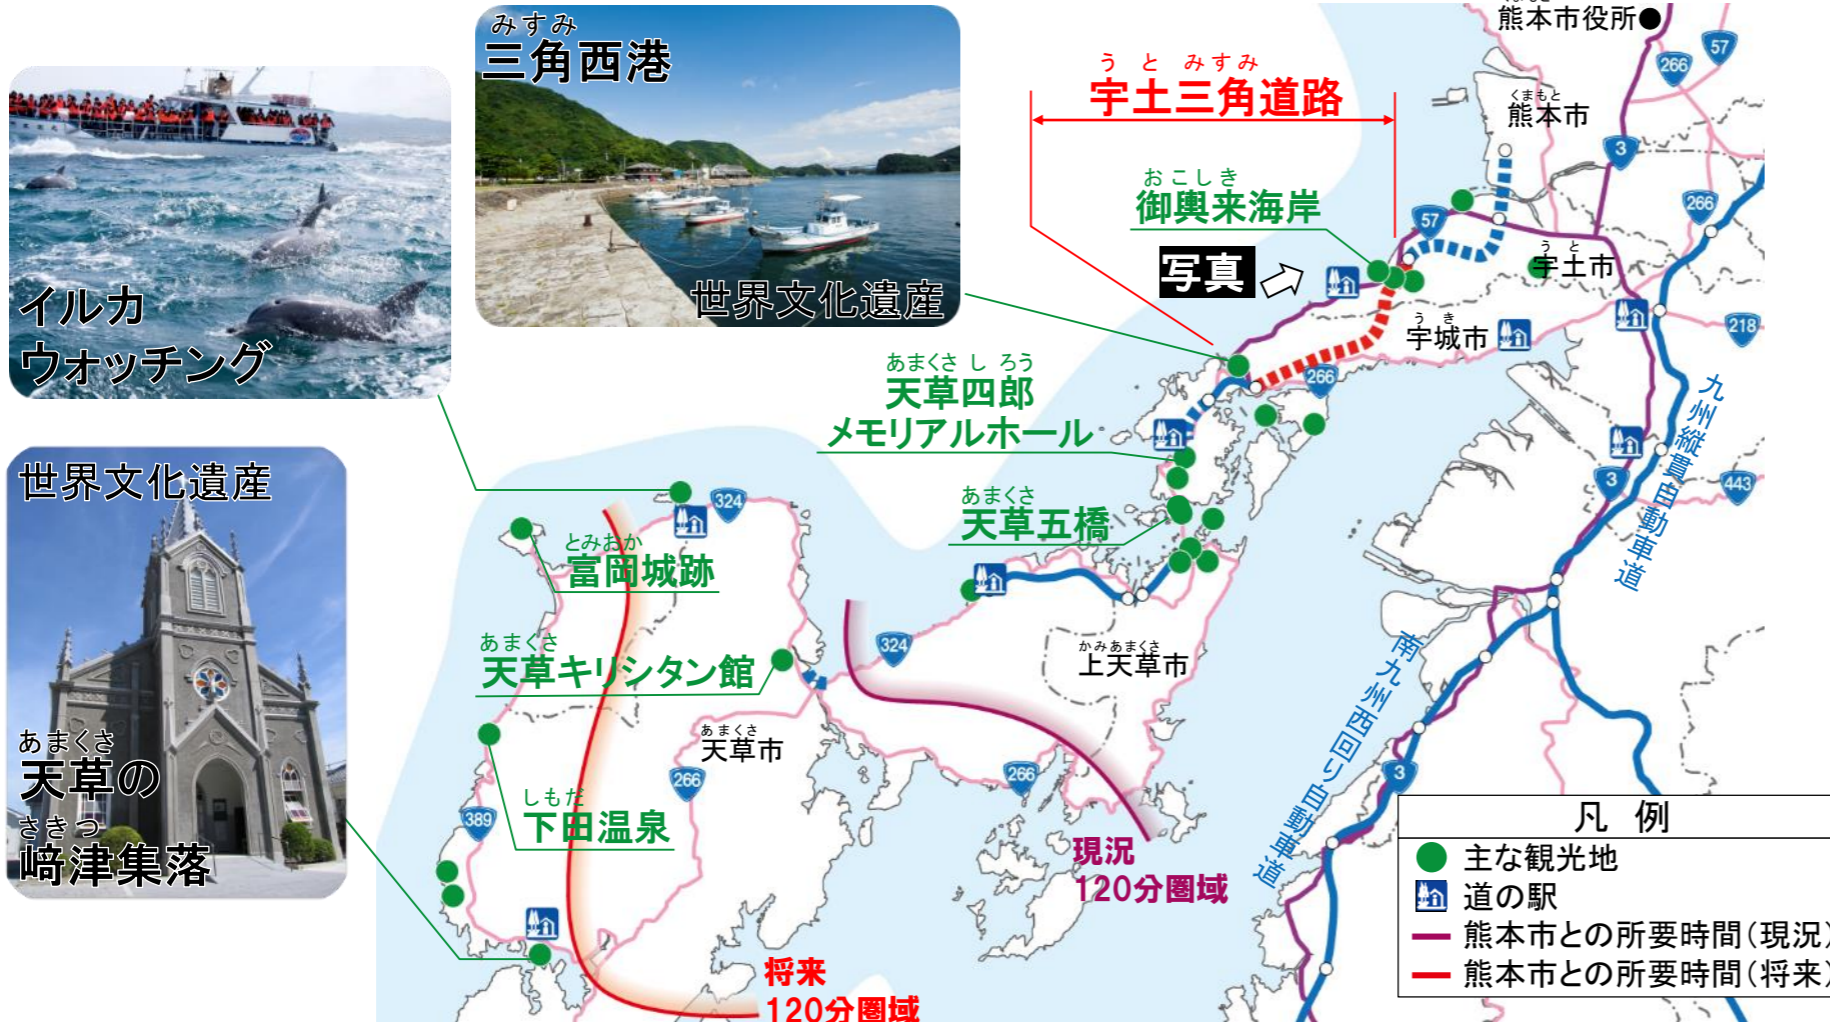 みすみ
三角西港
世界文化遺産
イルカ
ウォッチング
世界文化遺産
あまくさ
天草の
さきつ
﨑津集落
うと みすみ
宇土三角道路
おこしき
御輿来海岸
写真
熊本市役所
57
266
くまもと
熊本市
3
266
57
うと
宇土市
うき
宇城市
218
266
あまくさ しろう
天草四郎
メモリアルホール
九州縦貫自動車道
3
443
あまくさ
天草五橋
324
とみおか
富岡城跡
あまくさ
天草キリシタン館
324
かみあまくさ
上天草市
南九州西回り自動車道
あまくさ
天草市
266
266
3
389
しもだ
下田温泉
現況
120分圏域
将来
120分圏域
凡 例
主な観光地
道の駅
熊本市との所要時間(現況)
熊本市との所要時間(将来)